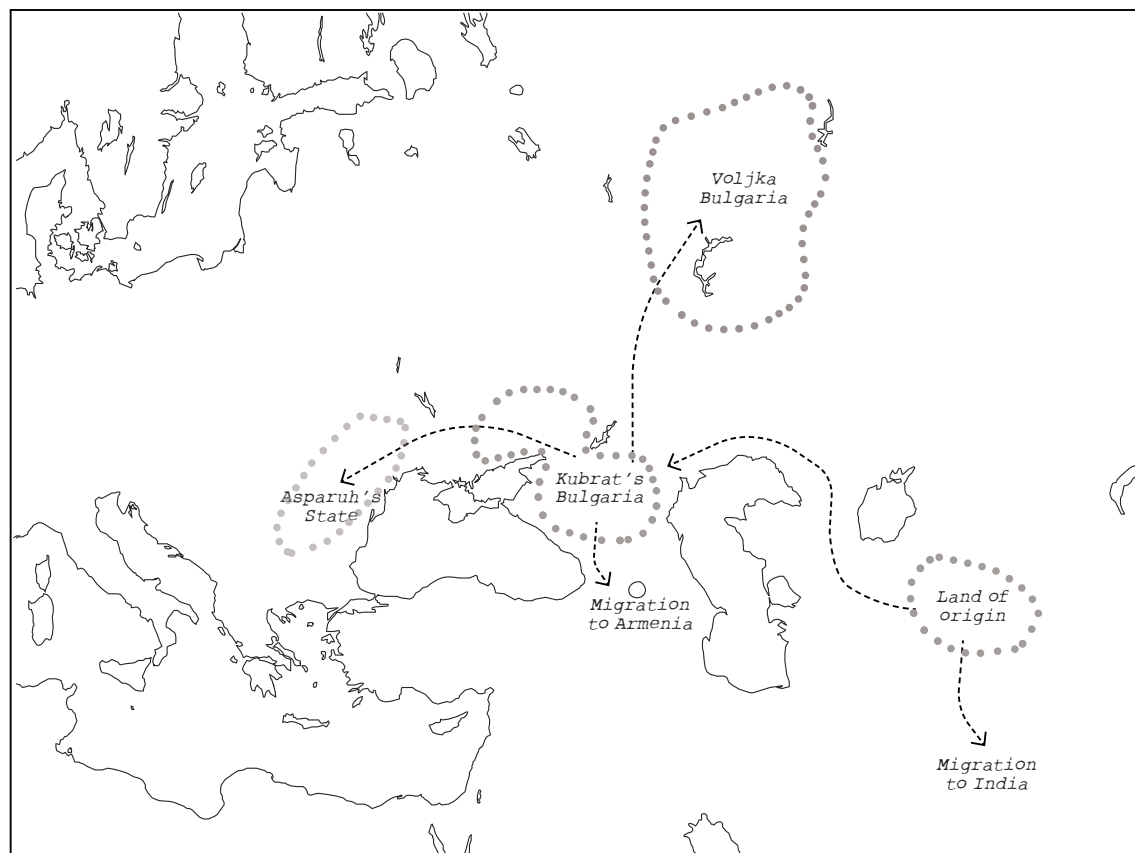 Voljka
Bulgaria
Kubrat's
Bulgaria
Asparuh's
State
Migration
to Armenia
Land of
origin
Migration
to India